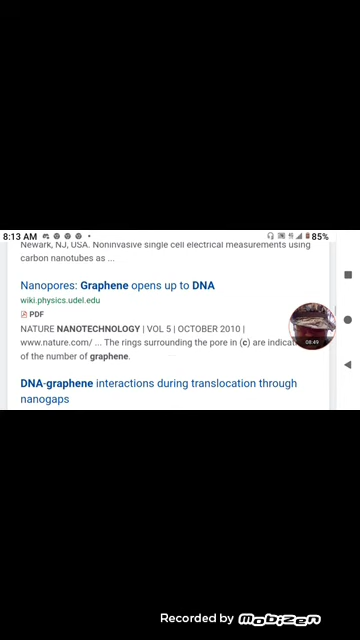 8:13 AM
85%
Newark, NJ, USA. Noninvasive single cell electrical measurements using
carbon nanotubes as ...
Nanopores: Graphene opens up to DNA
wiki.physics.udel.edu
PDF
NATURE NANOTECHNOLOGY | VOL 5 | OCTOBER 2010 |
www.nature.com/ ... The rings surrounding the pore in (c) are indicat
of the number of graphene.
08:49
DNA-graphene interactions during translocation through
nanogaps
Recorded by MOBIZEN